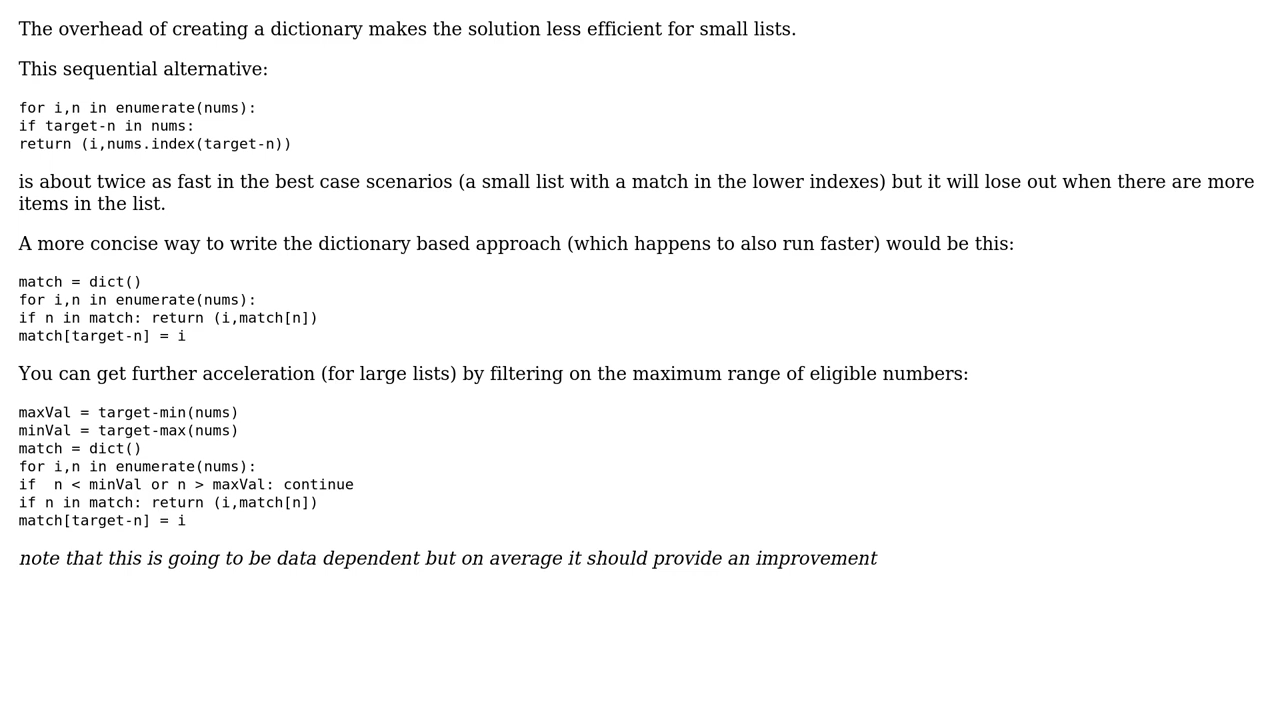 The overhead of creating a dictionary makes the solution less efficient for small lists.
This sequential alternative:
for i,n in enumerate(nums):
if target-n in nums:
return (i,nums.index(target-n))
is about twice as fast in the best case scenarios (a small list with a match in the lower indexes) but it will lose out when there are more
items in the list.
A more concise way to write the dictionary based approach (which happens to also run faster) would be this:
match = dict()
for i,n in enumerate(nums):
if n in match: return (i,match[n])
match[target-n] = i
You can get further acceleration (for large lists) by filtering on the maximum range of eligible numbers:
maxVal = target-min(nums)
minVal = target-max(nums)
match = dict()
for i,n in enumerate(nums):
if  n < minVal or n > maxVal: continue
if n in match: return (i,match[n])
match[target-n] = i
note that this is going to be data dependent but on average it should provide an improvement